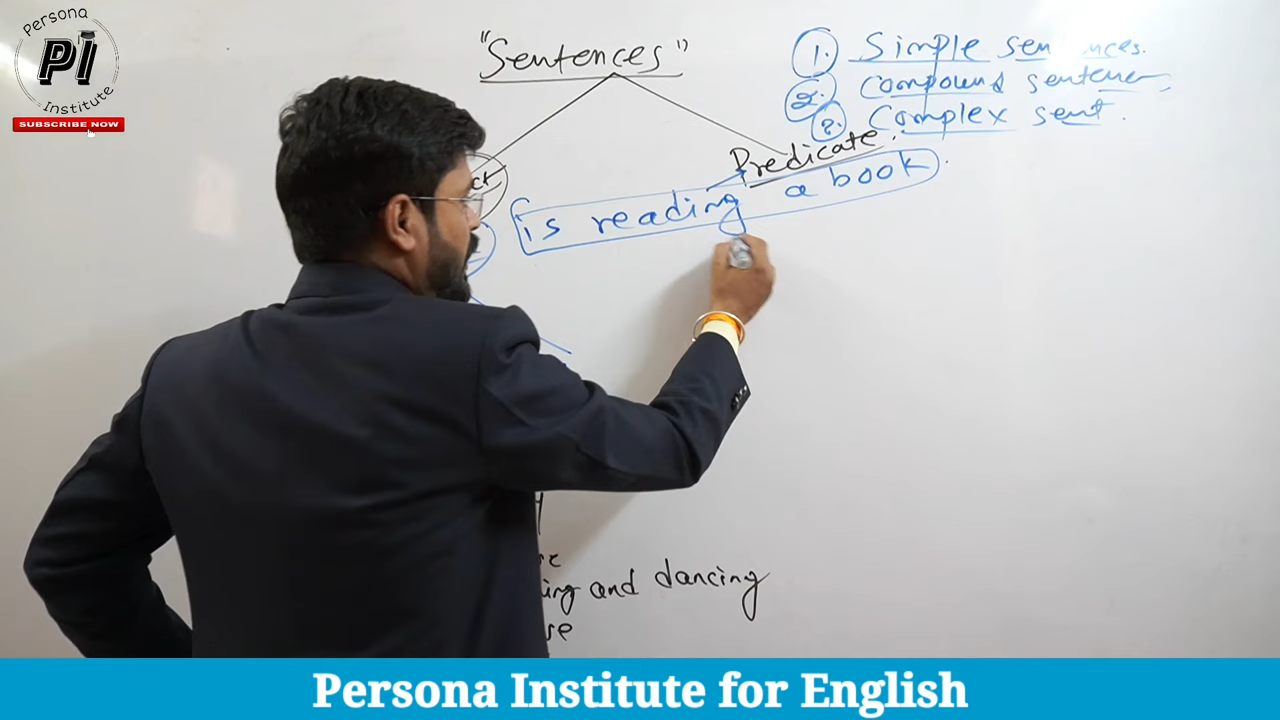 Persona
PI
Institute
SUBSCRIBE NOW
"Sentences"
1. Simple sentences.
2. Compound sentence
3. Complex sent.
Predicate.
is reading a book.
and dancing
Persona Institute for English